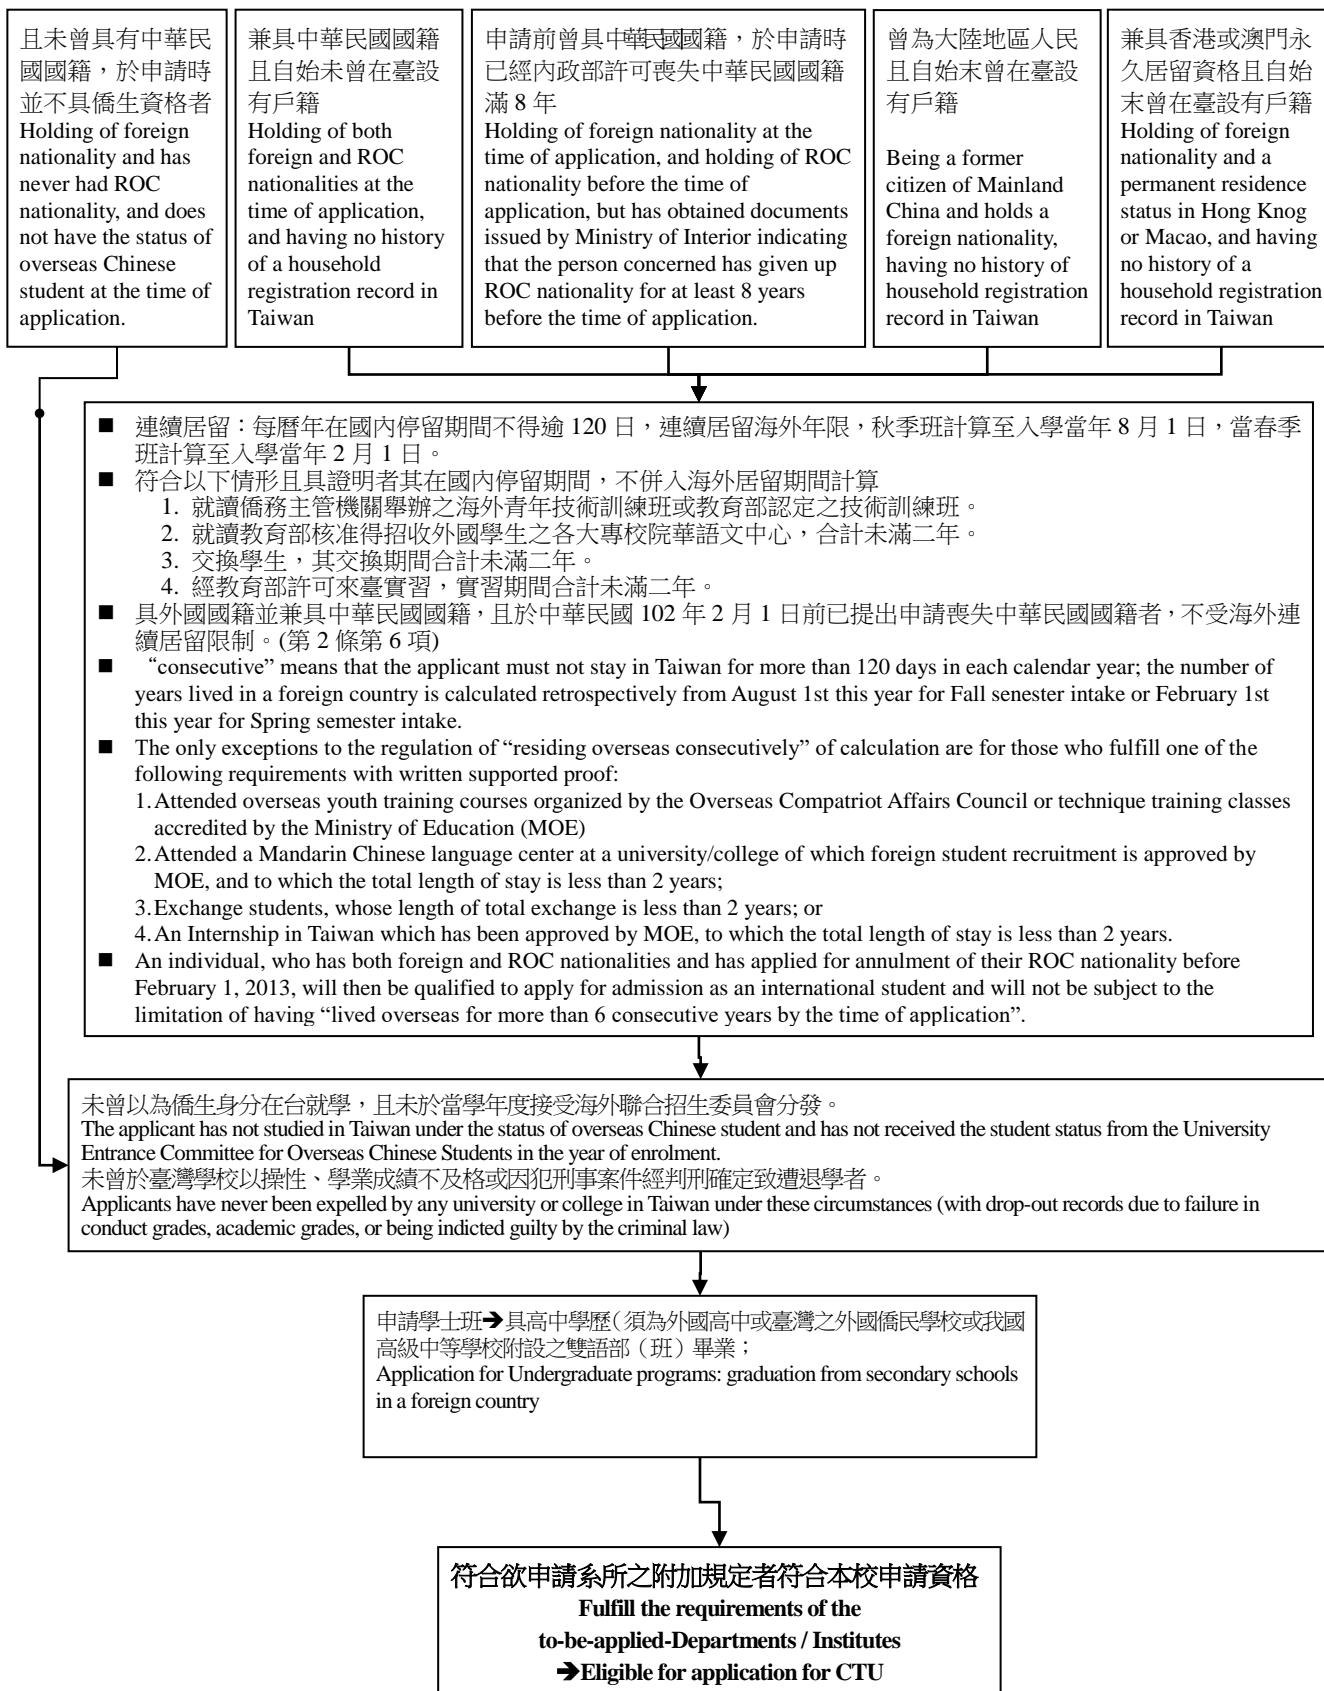 且未曾具有中華民
國國籍，於申請時
並不具僑生資格者
Holding of foreign
nationality and has
never had ROC
nationality, and does
not have the status of
overseas Chinese
student at the time of
application.
兼具中華民國國籍
且自始未曾在臺設
有戶籍
Holding of both
foreign and ROC
nationalities at the
time of application,
and having no history
of a household
registration record in
Taiwan
申請前曾具中華民國國籍，於申請時
已經內政部許可喪失中華民國國籍
滿 8 年
Holding of foreign nationality at the
time of application, and holding of ROC
nationality before the time of
application, but has obtained documents
issued by Ministry of Interior indicating
that the person concerned has given up
ROC nationality for at least 8 years
before the time of application.
曾為大陸地區人民
且自始末曾在臺設
有戶籍
Being a former
citizen of Mainland
China and holds a
foreign nationality,
having no history of
household registration
record in Taiwan
兼具香港或澳門永
久居留資格且自始
末曾在臺設有戶籍
Holding of foreign
nationality and a
permanent residence
status in Hong Knog
or Macao, and having
no history of a
household registration
record in Taiwan
■ 連續居留：每曆年在國內停留期間不得逾 120 日，連續居留海外年限，秋季班計算至入學當年 8 月 1 日，當春季
班計算至入學當年 2 月 1 日。
■ 符合以下情形且具證明者其在國內停留期間，不併入海外居留期間計算
1. 就讀僑務主管機關舉辦之海外青年技術訓練班或教育部認定之技術訓練班。
2. 就讀教育部核准得招收外國學生之各大專校院華語文中心，合計未滿二年。
3. 交換學生，其交換期間合計未滿二年。
4. 經教育部許可來臺實習，實習期間合計未滿二年。
■ 具外國國籍並兼具中華民國國籍，且於中華民國 102 年 2 月 1 日前已提出申請喪失中華民國國籍者，不受海外連
續居留限制。(第 2 條第 6 項)
■ “consecutive” means that the applicant must not stay in Taiwan for more than 120 days in each calendar year; the number of
years lived in a foreign country is calculated retrospectively from August 1st this year for Fall senester intake or February 1st
this year for Spring semester intake.
■ The only exceptions to the regulation of “residing overseas consecutively” of calculation are for those who fulfill one of the
following requirements with written supported proof:
1. Attended overseas youth training courses organized by the Overseas Compatriot Affairs Council or technique training classes
accredited by the Ministry of Education (MOE)
2. Attended a Mandarin Chinese language center at a university/college of which foreign student recruitment is approved by
MOE, and to which the total length of stay is less than 2 years;
3. Exchange students, whose length of total exchange is less than 2 years; or
4. An Internship in Taiwan which has been approved by MOE, to which the total length of stay is less than 2 years.
■ An individual, who has both foreign and ROC nationalities and has applied for annulment of their ROC nationality before
February 1, 2013, will then be qualified to apply for admission as an international student and will not be subject to the
limitation of having “lived overseas for more than 6 consecutive years by the time of application”.
未曾以為僑生身分在台就學，且未於當學年度接受海外聯合招生委員會分發。
The applicant has not studied in Taiwan under the status of overseas Chinese student and has not received the student status from the University
Entrance Committee for Overseas Chinese Students in the year of enrolment.
未曾於臺灣學校以操性、學業成績不及格或因犯刑事案件經判刑確定致遭退學者。
Applicants have never been expelled by any university or college in Taiwan under these circumstances (with drop-out records due to failure in
conduct grades, academic grades, or being indicted guilty by the criminal law)
申請學士班➔具高中學歷（須為外國高中或臺灣之外國僑民學校或我國
高級中等學校附設之雙語部（班）畢業；
Application for Undergraduate programs: graduation from secondary schools
in a foreign country
符合欲申請系所之附加規定者符合本校申請資格
Fulfill the requirements of the
to-be-applied-Departments / Institutes
➔Eligible for application for CTU